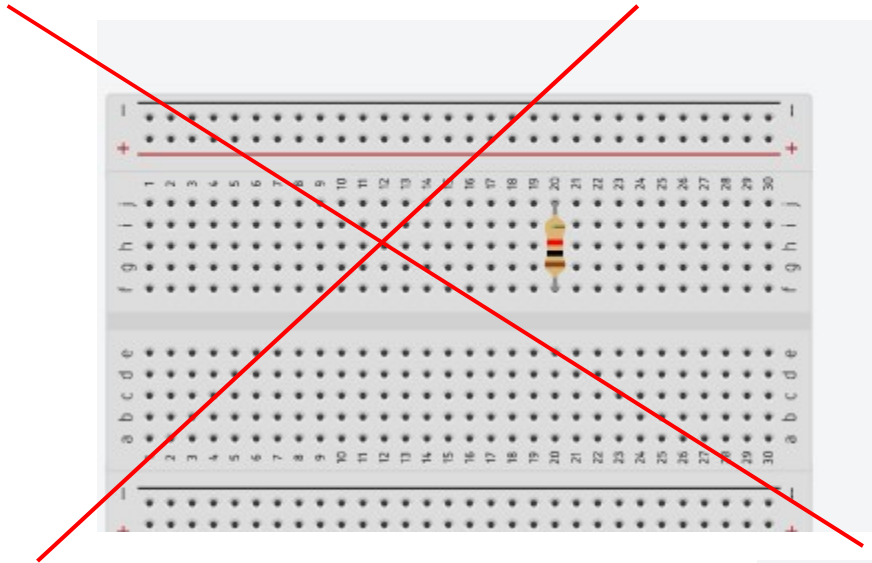 − −
+ +
1 2 3 4 5 6 7 8 9 10 11 12 13 14 15 16 17 18 19 20 21 22 23 24 25 26 27 28 29 30
j j
i i
h h
g g
f f
e e
d d
c c
b b
a a
1 2 3 4 5 6 7 8 9 10 11 12 13 14 15 16 17 18 19 20 21 22 23 24 25 26 27 28 29 30
− −
+ +